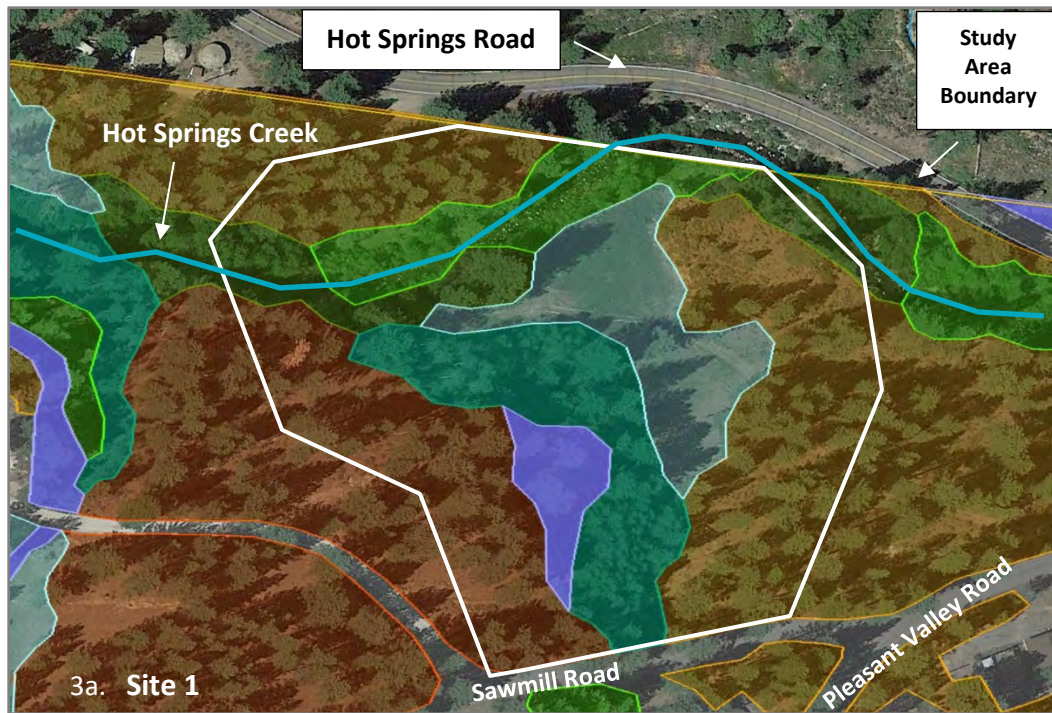 Hot Springs Road
Study
Area
Boundary
Hot Springs Creek
Pleasant Valley Road
Sawmill Road
3a. Site 1